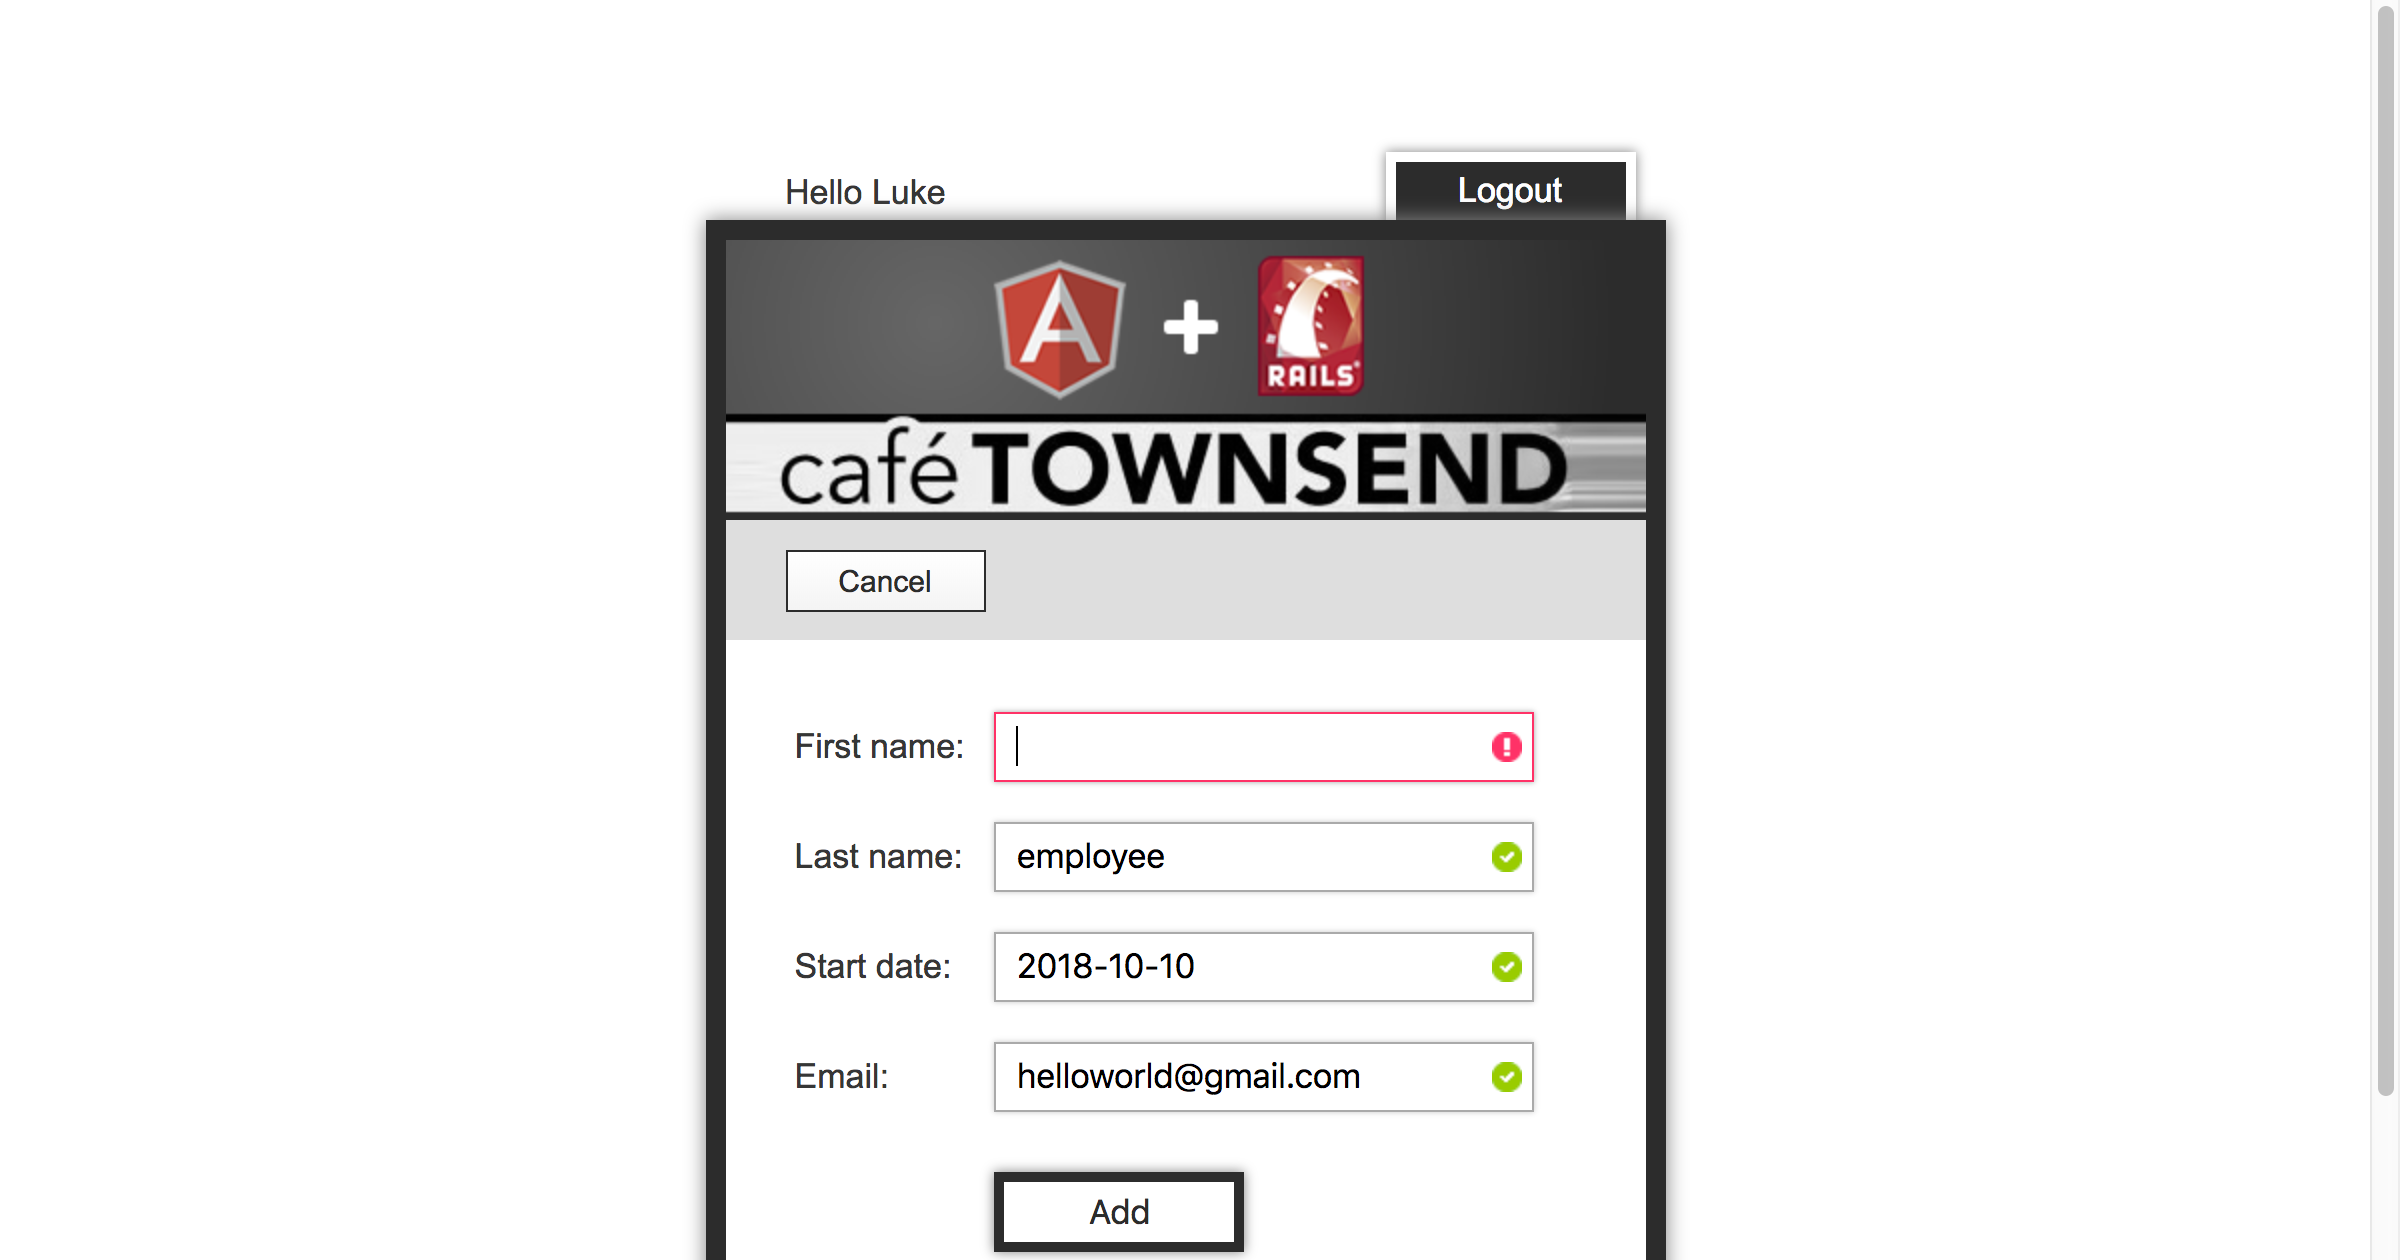 Hello Luke
Logout
A
RAILS
café TOWNSEND
Cancel
First name:
Last name: employee
Start date: 2018-10-10
Email: helloworld@gmail.com
Add